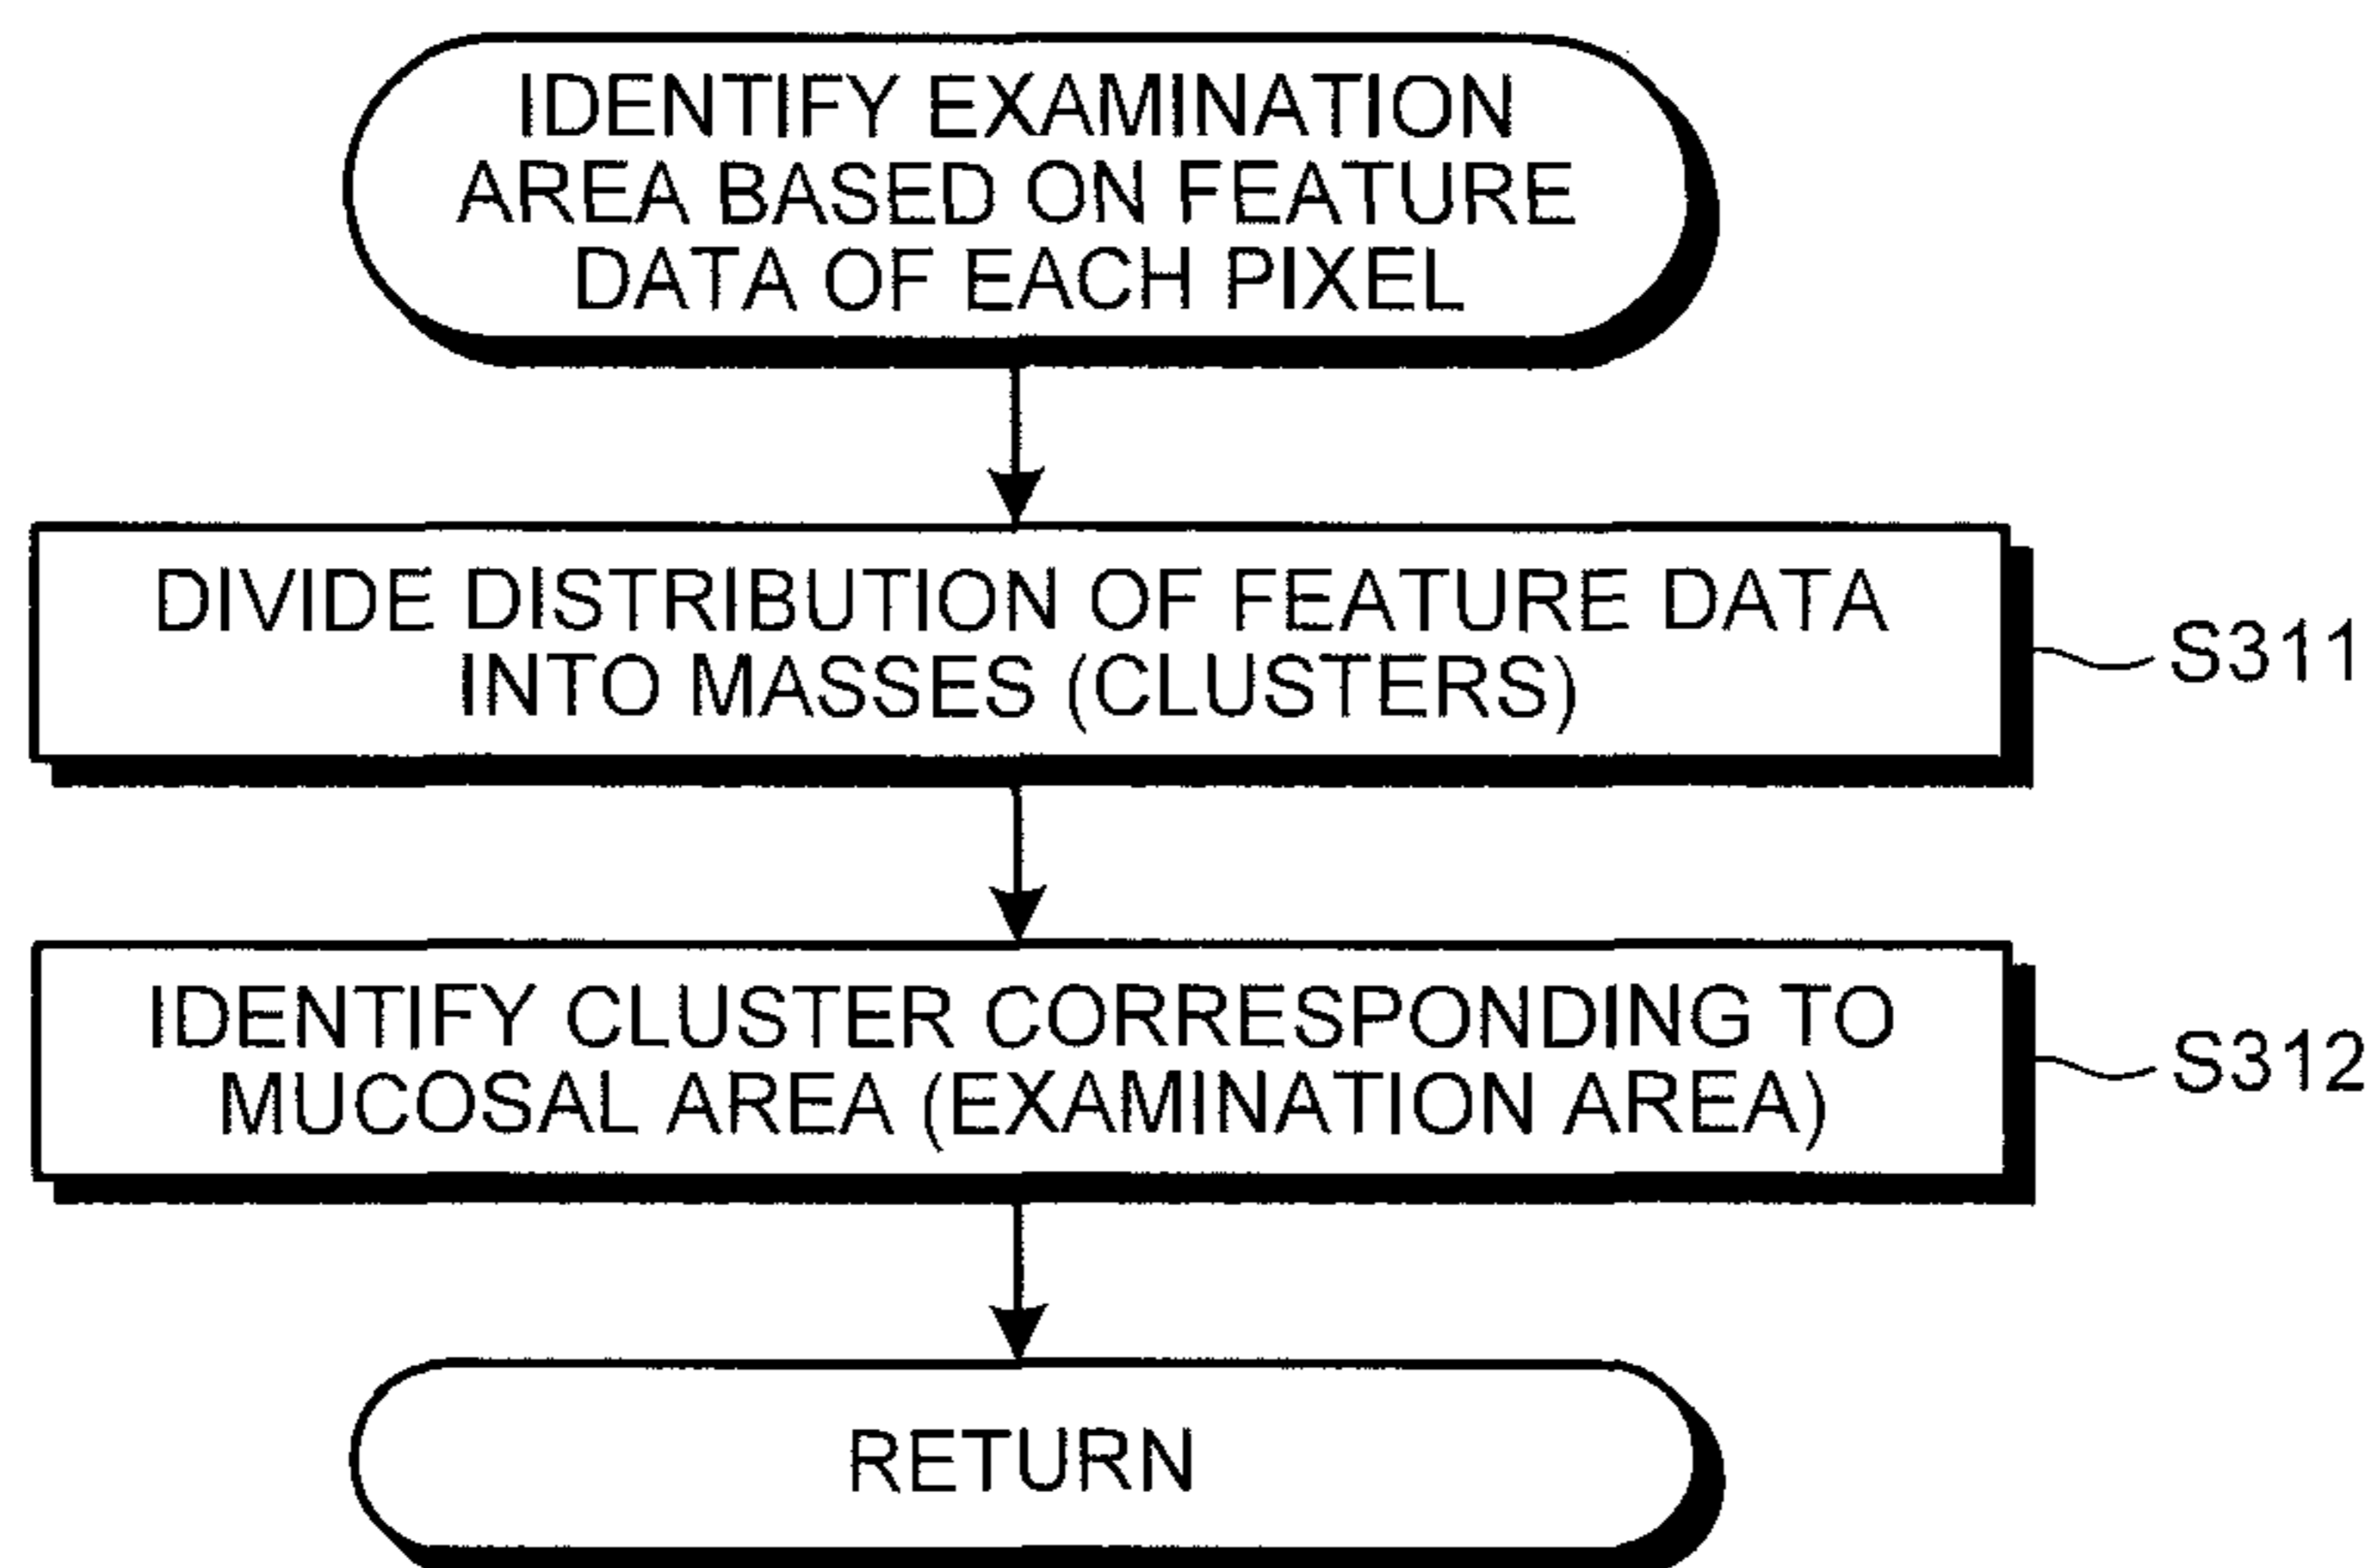 IDENTIFY EXAMINATION
AREA BASED ON FEATURE
DATA OF EACH PIXEL
DIVIDE DISTRIBUTION OF FEATURE DATA
INTO MASSES (CLUSTERS)
S311
IDENTIFY CLUSTER CORRESPONDING TO
MUCOSAL AREA (EXAMINATION AREA)
S312
RETURN